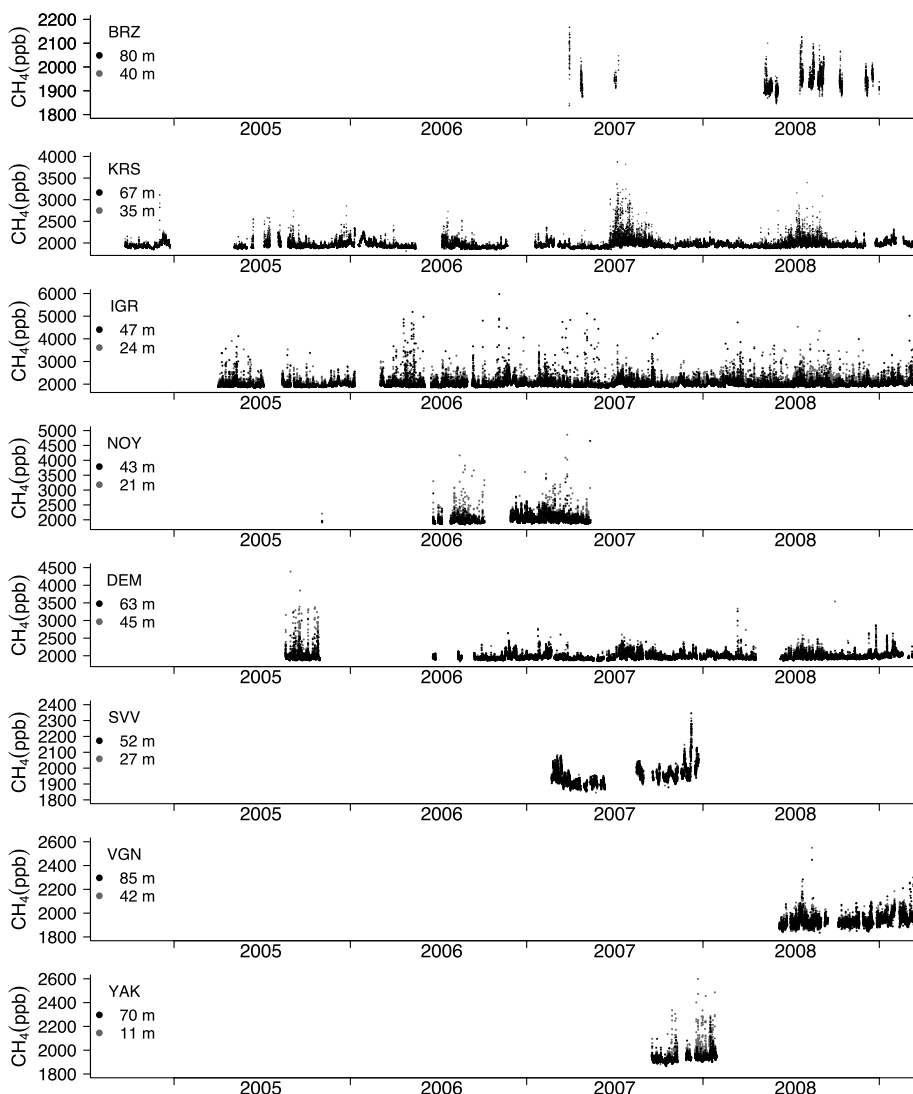 BRZ
80 m
40 m
CH4(ppb)
2200
2100
2000
1900
1800
2005 2006 2007 2008
KRS
67 m
35 m
CH4(ppb)
4000
3500
3000
2500
2000
2005 2006 2007 2008
IGR
47 m
24 m
CH4(ppb)
6000
5000
4000
3000
2000
2005 2006 2007 2008
NOY
43 m
21 m
CH4(ppb)
5000
4500
4000
3500
3000
2500
2000
2005 2006 2007 2008
DEM
63 m
45 m
CH4(ppb)
4500
4000
3500
3000
2500
2000
2005 2006 2007 2008
SVV
52 m
27 m
CH4(ppb)
2400
2300
2200
2100
2000
1900
1800
2005 2006 2007 2008
VGN
85 m
42 m
CH4(ppb)
2600
2400
2200
2000
1800
2005 2006 2007 2008
YAK
70 m
11 m
CH4(ppb)
2600
2400
2200
2000
1800
2005 2006 2007 2008